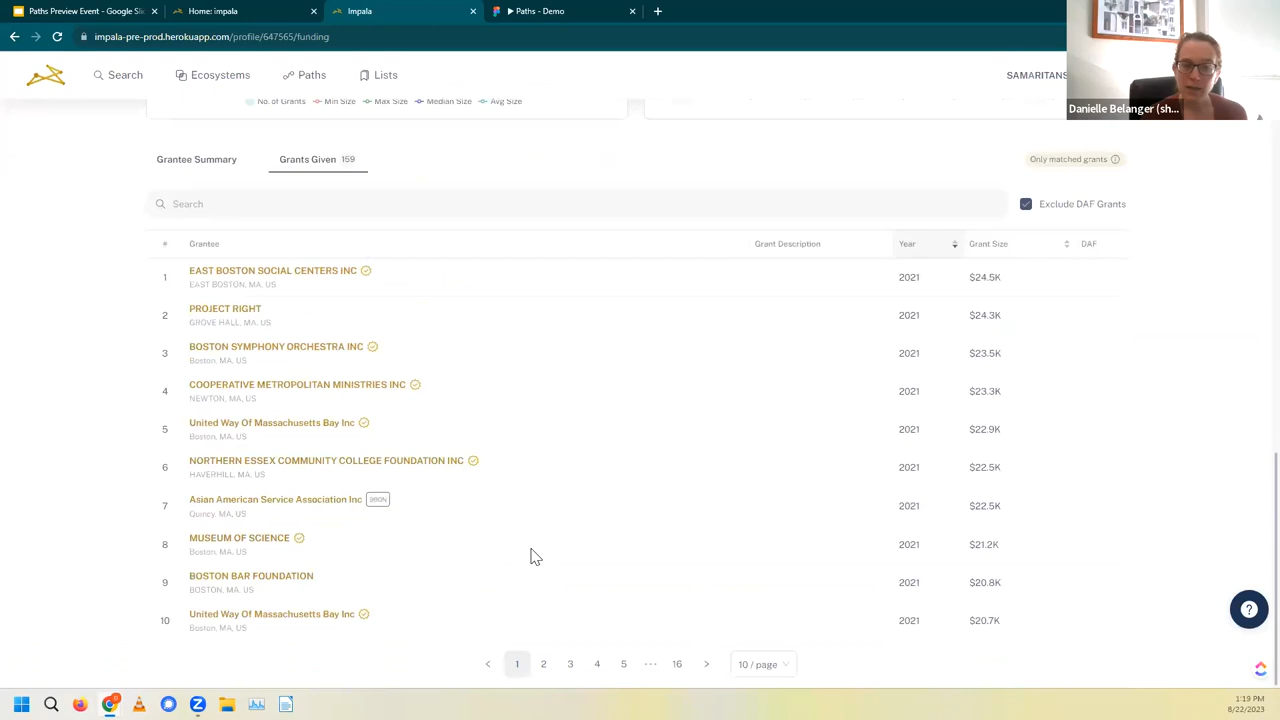 Paths Preview Event - Google Sli
Home: impala
Impala
▶ Paths - Demo
impala-pre-prod.herokuapp.com/profile/647565/funding
Search
Ecosystems
Paths
Lists
SAMARITANS
Danielle Belanger (sh...
No. of Grants
Min Size
Max Size
Median Size
Avg Size
Grantee Summary
Grants Given 159
Only matched grants
Search
Exclude DAF Grants
# Grantee Grant Description Year Grant Size DAF
1 EAST BOSTON SOCIAL CENTERS INC 2021 $24.5K
EAST BOSTON, MA, US
2 PROJECT RIGHT 2021 $24.3K
GROVE HALL, MA, US
3 BOSTON SYMPHONY ORCHESTRA INC 2021 $23.5K
Boston, MA, US
4 COOPERATIVE METROPOLITAN MINISTRIES INC 2021 $23.3K
NEWTON, MA, US
5 United Way Of Massachusetts Bay Inc 2021 $22.9K
Boston, MA, US
6 NORTHERN ESSEX COMMUNITY COLLEGE FOUNDATION INC 2021 $22.5K
HAVERHILL, MA, US
7 Asian American Service Association Inc 990N 2021 $22.5K
Quincy, MA, US
8 MUSEUM OF SCIENCE 2021 $21.2K
Boston, MA, US
9 BOSTON BAR FOUNDATION 2021 $20.8K
BOSTON, MA, US
10 United Way Of Massachusetts Bay Inc 2021 $20.7K
Boston, MA, US
1 2 3 4 5 ••• 16 10 / page
1:19 PM
8/22/2023